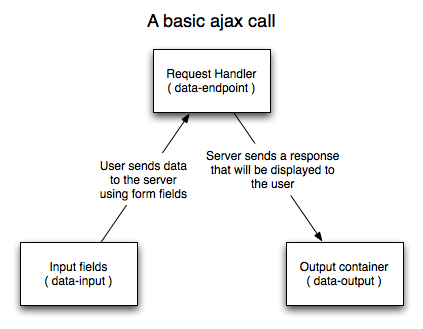 A basic ajax call
Request Handler
( data-endpoint )
User sends data
to the server
using form fields
Server sends a response
that will be displayed to
the user
Input fields
( data-input )
Output container
( data-output )